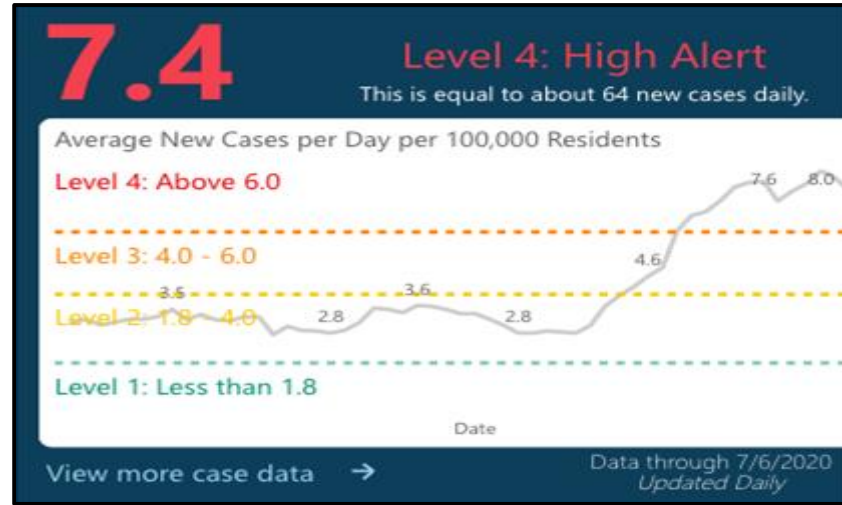 7.4
Level 4: High Alert
This is equal to about 64 new cases daily.
Average New Cases per Day per 100,000 Residents
Level 4: Above 6.0
7.6
8.0
Level 3: 4.0 - 6.0
4.6
3.5
3.6
Level 2: 1.8 - 4.0
2.8
2.8
Level 1: Less than 1.8
Date
View more case data →
Data through 7/6/2020
Updated Daily